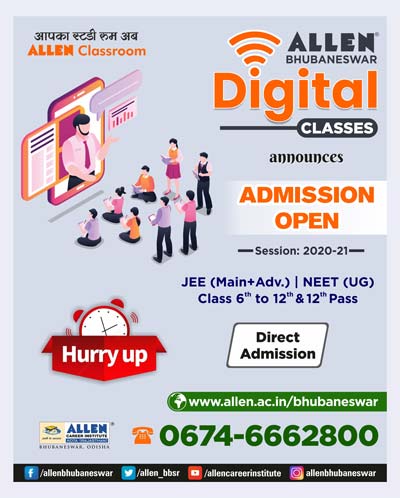 आपका स्टडी रुम अब
ALLEN Classroom
ALLEN®
BHUBANESWAR
Digital
CLASSES
announces
ADMISSION
OPEN
Session: 2020-21
JEE (Main+Adv.) | NEET (UG)
Class 6th to 12th & 12th Pass
Hurry up
Direct
Admission
www.allen.ac.in/bhubaneswar
ALLEN
CAREER INSTITUTE
KOTA (RAJASTHAN)
BHUBANESWAR, ODISHA
0674-6662800
/allenbhubaneswar
/allen_bbsr
/allencareerinstitute
allenbhubaneswar